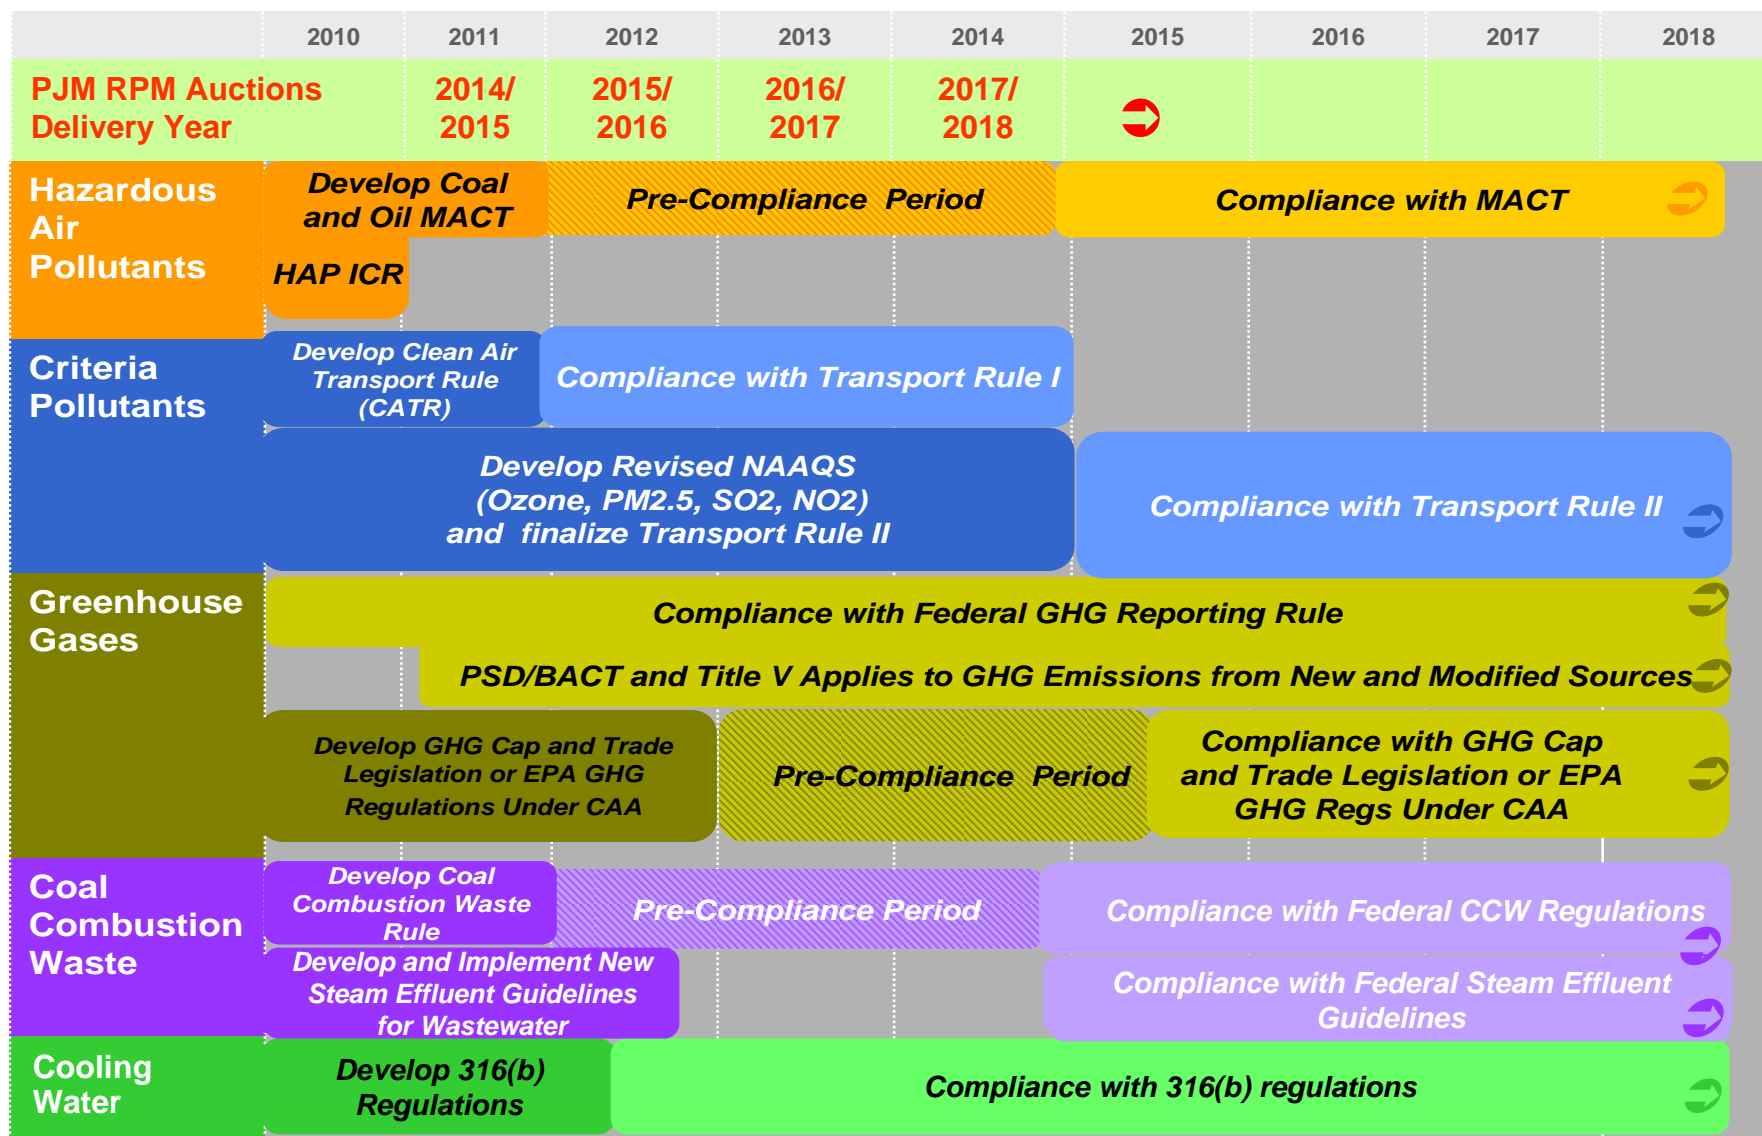 2010 2011 2012 2013 2014 2015 2016 2017 2018
PJM RPM Auctions
Delivery Year
2014/
2015
2015/
2016
2016/
2017
2017/
2018
Hazardous
Air
Pollutants
Develop Coal
and Oil MACT
Pre-Compliance Period
Compliance with MACT
HAP ICR
Criteria
Pollutants
Develop Clean Air
Transport Rule
(CATR)
Compliance with Transport Rule I
Develop Revised NAAQS
(Ozone, PM2.5, SO2, NO2)
and finalize Transport Rule II
Compliance with Transport Rule II
Greenhouse
Gases
Compliance with Federal GHG Reporting Rule
PSD/BACT and Title V Applies to GHG Emissions from New and Modified Sources
Develop GHG Cap and Trade
Legislation or EPA GHG
Regulations Under CAA
Pre-Compliance Period
Compliance with GHG Cap
and Trade Legislation or EPA
GHG Regs Under CAA
Coal
Combustion
Waste
Develop Coal
Combustion Waste
Rule
Pre-Compliance Period
Compliance with Federal CCW Regulations
Develop and Implement New
Steam Effluent Guidelines
for Wastewater
Compliance with Federal Steam Effluent
Guidelines
Cooling
Water
Develop 316(b)
Regulations
Compliance with 316(b) regulations